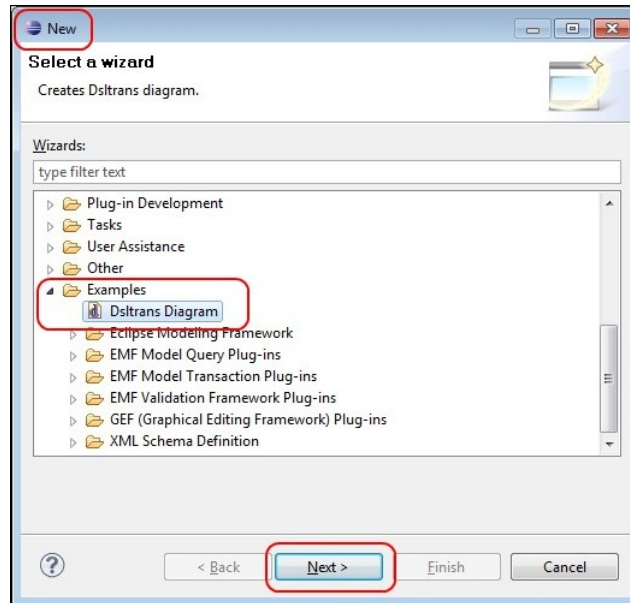 New
Select a wizard
Creates Dsltrans diagram.
Wizards:
type filter text
Plug-in Development
Tasks
User Assistance
Other
Examples
Dsltrans Diagram
Eclipse Modeling Framework
EMF Model Query Plug-ins
EMF Model Transaction Plug-ins
EMF Validation Framework Plug-ins
GEF (Graphical Editing Framework) Plug-ins
XML Schema Definition
? < Back Next > Finish Cancel